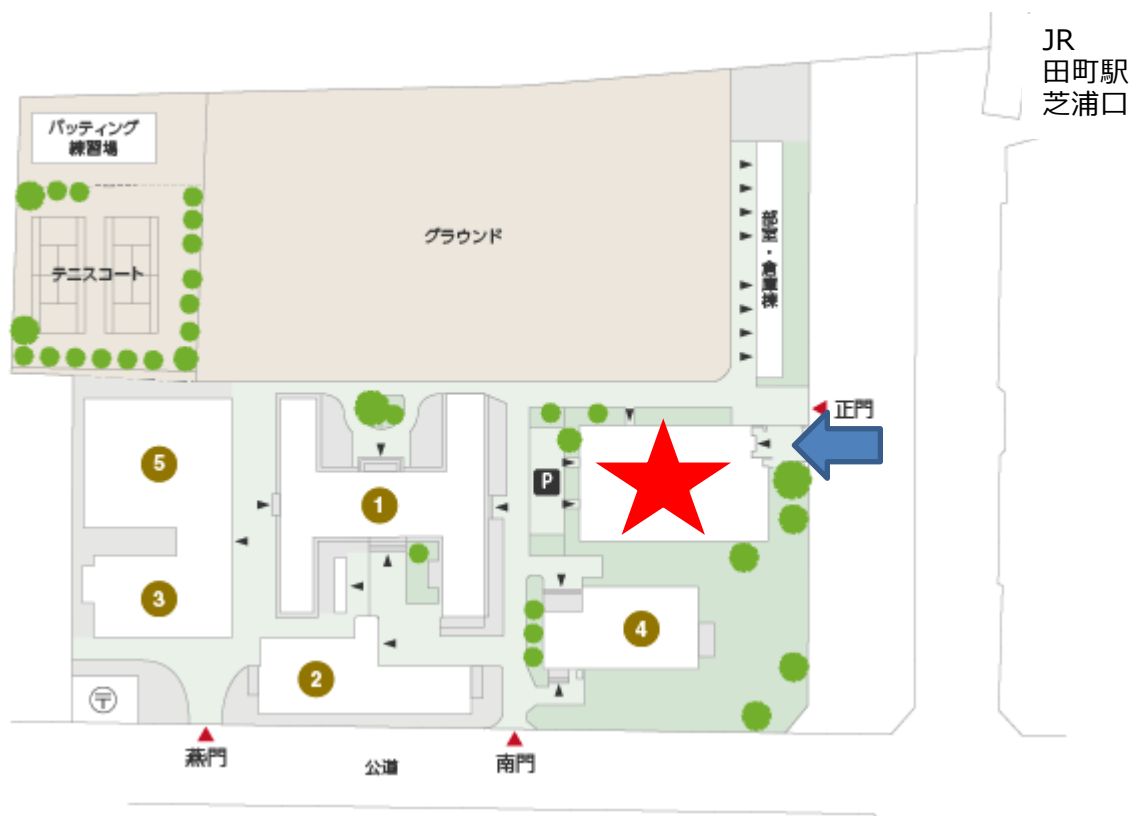 JR
田町駅
芝浦口
バッティング
練習場
グラウンド
テニスコート
部室・倉庫棟
正門
5
1
P
3
4
2
〒
燕門
南門
公道